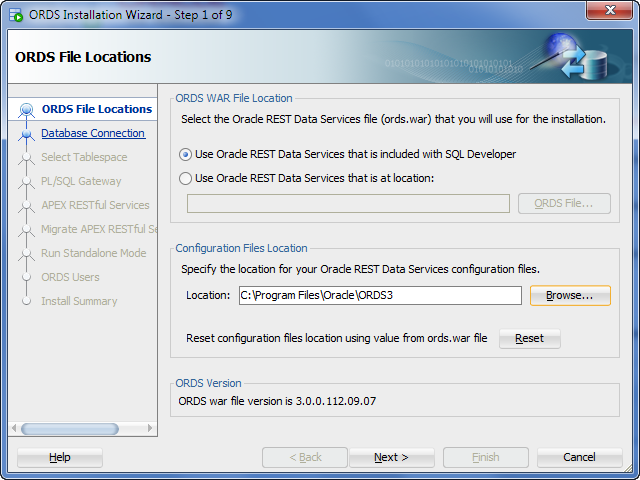 ORDS Installation Wizard - Step 1 of 9
ORDS File Locations
010101010101010101010101
0101010101010
ORDS File Locations
Database Connection
Select Tablespace
PL/SQL Gateway
APEX RESTful Services
Migrate APEX RESTful Se
Run Standalone Mode
ORDS Users
Install Summary
ORDS WAR File Location
Select the Oracle REST Data Services file (ords.war) that you will use for the installation.
Use Oracle REST Data Services that is included with SQL Developer
Use Oracle REST Data Services that is at location:
ORDS File...
Configuration Files Location
Specify the location for your Oracle REST Data Services configuration files.
Location: C:\Program Files\Oracle\ORDS3 Browse...
Reset configuration files location using value from ords.war file Reset
ORDS Version
ORDS war file version is 3.0.0.112.09.07
Help < Back Next > Finish Cancel